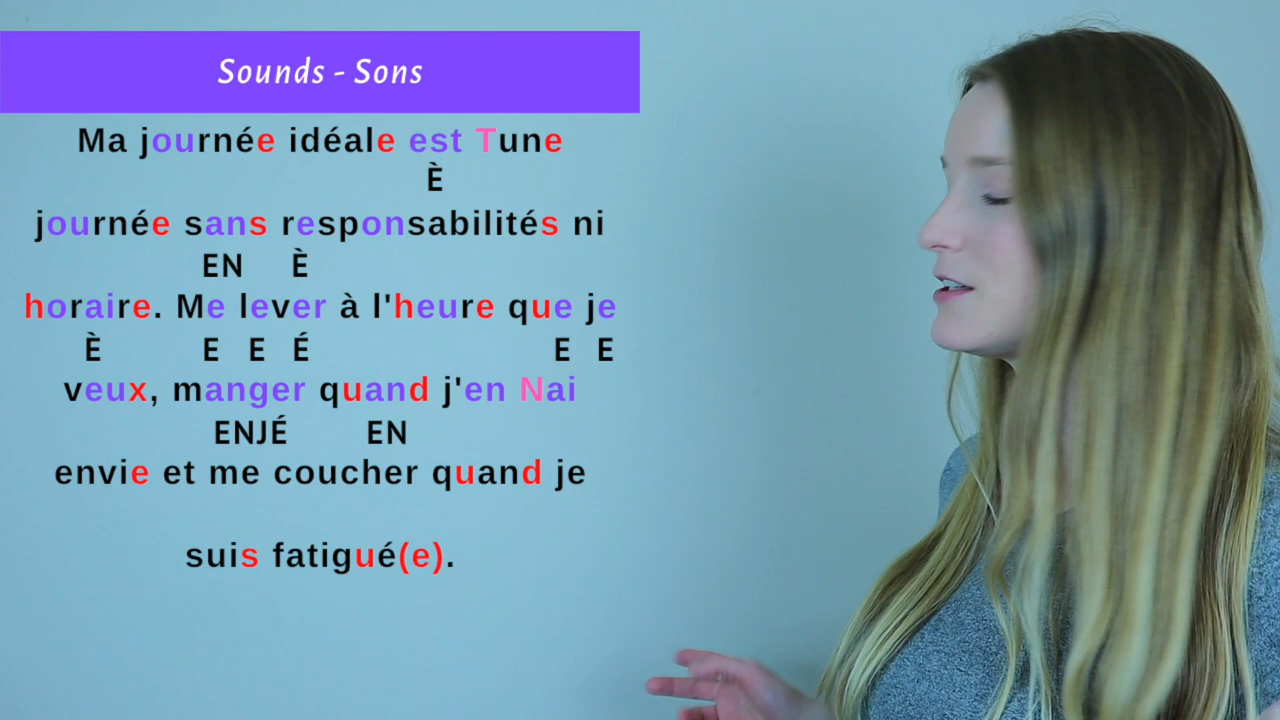 Sounds - Sons
Ma journée idéale est Tune
È
journée sans responsabilités ni
EN È
horaire. Me lever à l'heure que je
È E E É E E
veux, manger quand j'en Nai
ENJÉ EN
envie et me coucher quand je
suis fatigué(e).